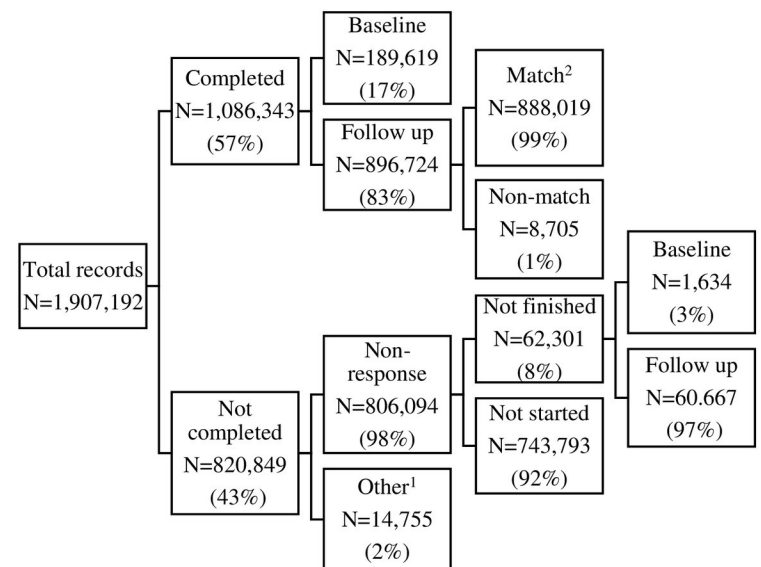 Total records
N=1,907,192
Completed
N=1,086,343
(57%)
Baseline
N=189,619
(17%)
Follow up
N=896,724
(83%)
Match²
N=888,019
(99%)
Non-match
N=8,705
(1%)
Not
completed
N=820,849
(43%)
Non-
response
N=806,094
(98%)
Not finished
N=62,301
(8%)
Baseline
N=1,634
(3%)
Follow up
N=60.667
(97%)
Not started
N=743,793
(92%)
Other¹
N=14,755
(2%)